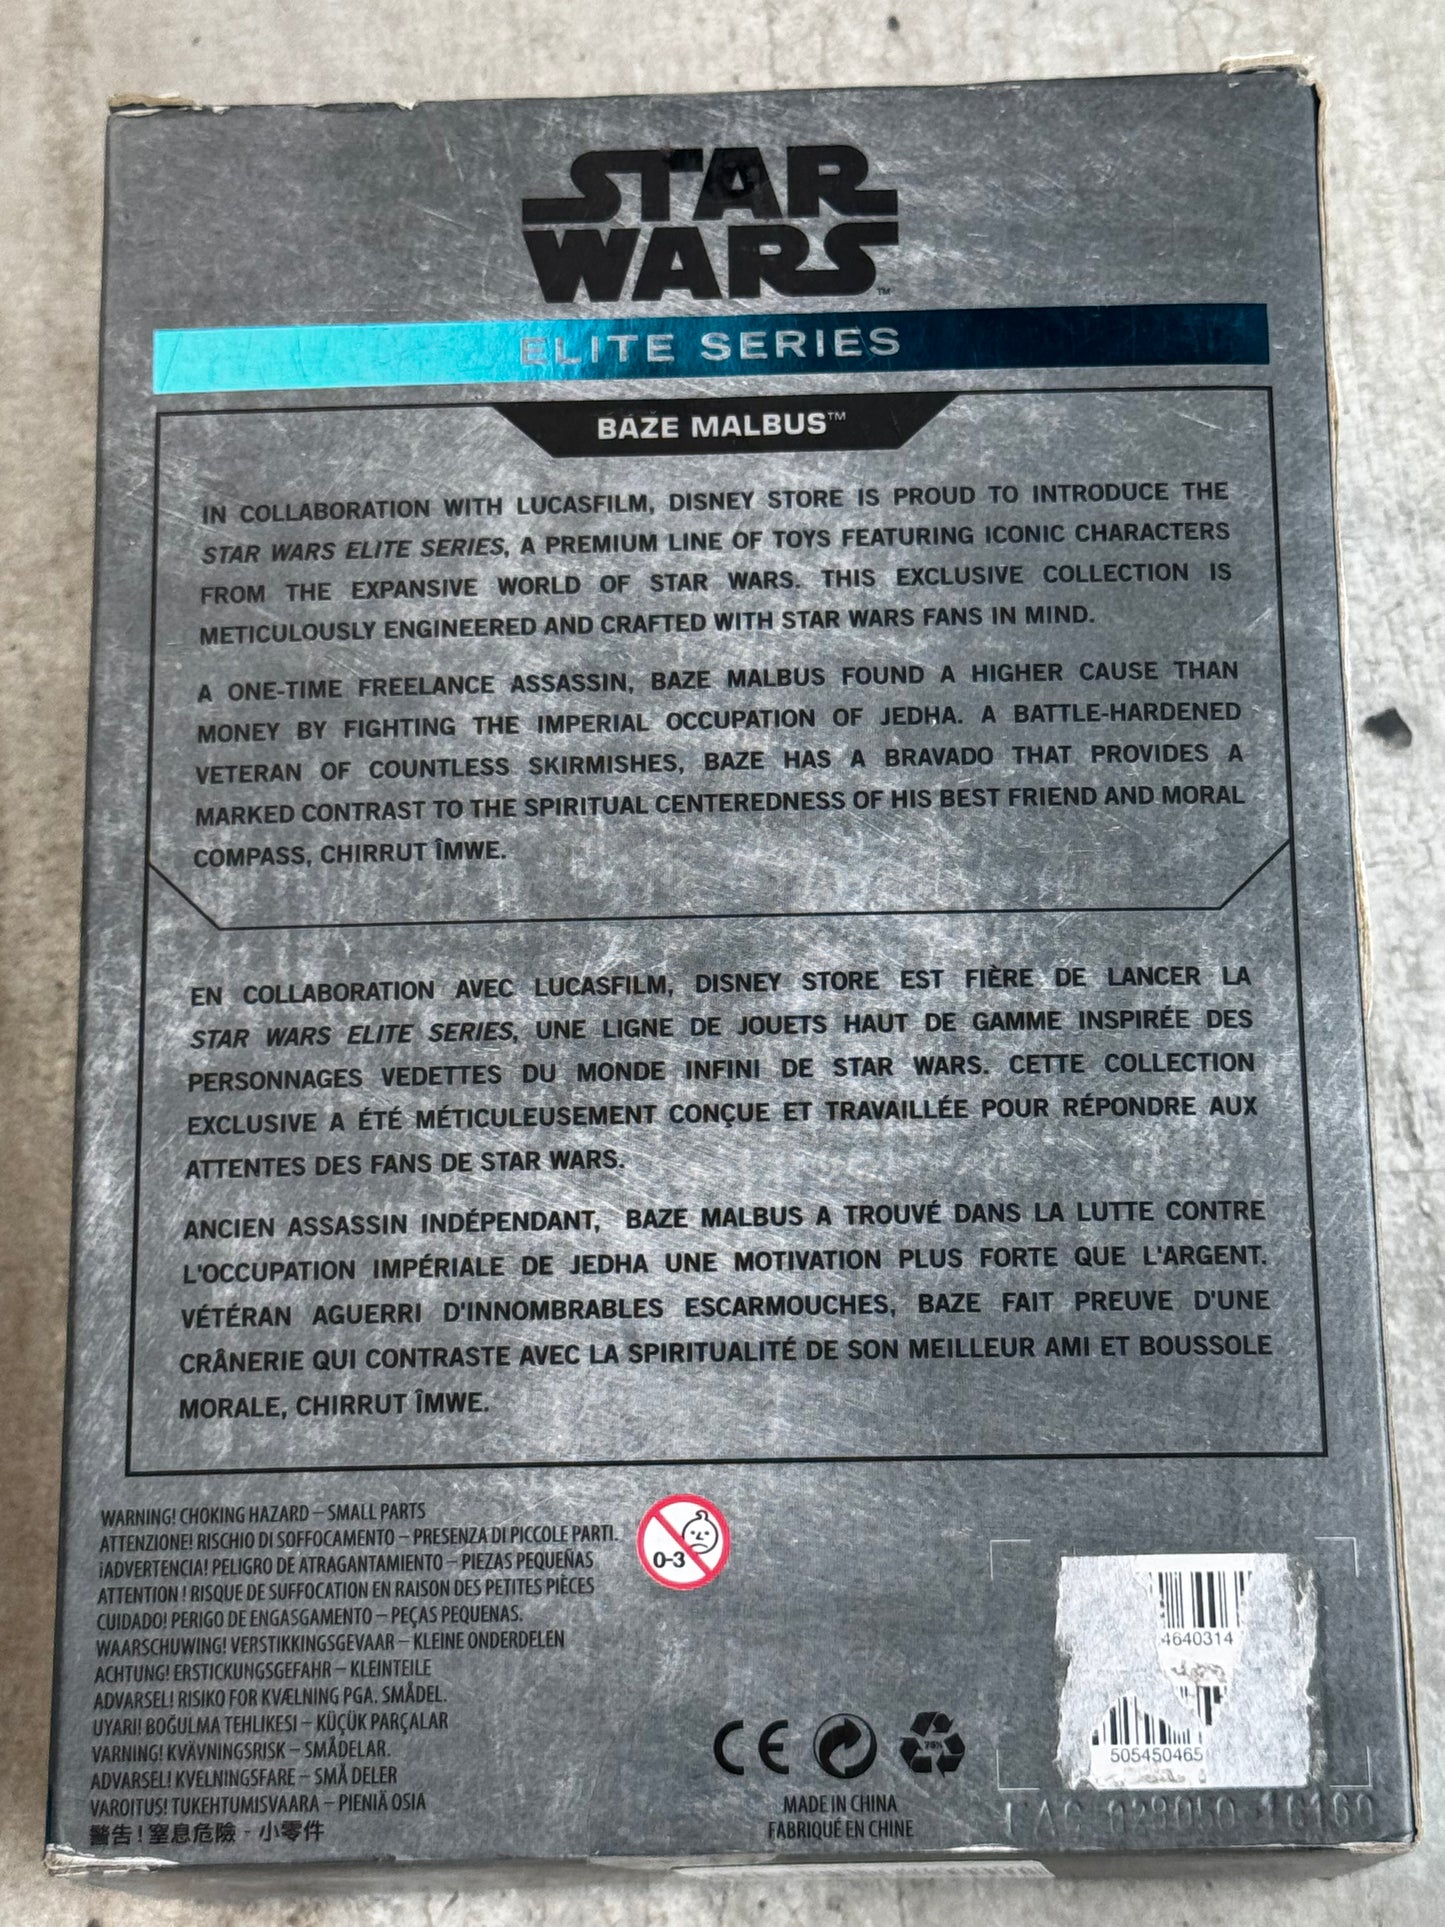 STAR
WARS™
ELITE SERIES
BAZE MALBUS™
IN COLLABORATION WITH LUCASFILM, DISNEY STORE IS PROUD TO INTRODUCE THE
STAR WARS ELITE SERIES, A PREMIUM LINE OF TOYS FEATURING ICONIC CHARACTERS
FROM THE EXPANSIVE WORLD OF STAR WARS. THIS EXCLUSIVE COLLECTION IS
METICULOUSLY ENGINEERED AND CRAFTED WITH STAR WARS FANS IN MIND.
A ONE-TIME FREELANCE ASSASSIN, BAZE MALBUS FOUND A HIGHER CAUSE THAN
MONEY BY FIGHTING THE IMPERIAL OCCUPATION OF JEDHA. A BATTLE-HARDENED
VETERAN OF COUNTLESS SKIRMISHES, BAZE HAS A BRAVADO THAT PROVIDES A
MARKED CONTRAST TO THE SPIRITUAL CENTEREDNESS OF HIS BEST FRIEND AND MORAL
COMPASS, CHIRRUT ÎMWE.
EN COLLABORATION AVEC LUCASFILM, DISNEY STORE EST FIÈRE DE LANCER LA
STAR WARS ELITE SERIES, UNE LIGNE DE JOUETS HAUT DE GAMME INSPIRÉE DES
PERSONNAGES VEDETTES DU MONDE INFINI DE STAR WARS. CETTE COLLECTION
EXCLUSIVE A ÉTÉ MÉTICULEUSEMENT CONÇUE ET TRAVAILLÉE POUR RÉPONDRE AUX
ATTENTES DES FANS DE STAR WARS.
ANCIEN ASSASSIN INDÉPENDANT, BAZE MALBUS A TROUVÉ DANS LA LUTTE CONTRE
L'OCCUPATION IMPÉRIALE DE JEDHA UNE MOTIVATION PLUS FORTE QUE L'ARGENT.
VÉTÉRAN AGUERRI D'INNOMBRABLES ESCARMOUCHES, BAZE FAIT PREUVE D'UNE
CRÂNERIE QUI CONTRASTE AVEC LA SPIRITUALITÉ DE SON MEILLEUR AMI ET BOUSSOLE
MORALE, CHIRRUT ÎMWE.
WARNING! CHOKING HAZARD – SMALL PARTS
ATTENZIONE! RISCHIO DI SOFFOCAMENTO – PRESENZA DI PICCOLE PARTI.
¡ADVERTENCIA! PELIGRO DE ATRAGANTAMIENTO – PIEZAS PEQUEÑAS
ATTENTION ! RISQUE DE SUFFOCATION EN RAISON DES PETITES PIÈCES
CUIDADO! PERIGO DE ENGASGAMENTO – PEÇAS PEQUENAS.
WAARSCHUWING! VERSTIKKINGSGEVAAR – KLEINE ONDERDELEN
ACHTUNG! ERSTICKUNGSGEFAHR – KLEINTEILE
ADVARSEL! RISIKO FOR KVÆLNING PGA. SMÅDEL.
UYARI! BOĞULMA TEHLIKESI – KÜÇÜK PARÇALAR
VARNING! KVÄVNINGSRISK – SMÅDELAR.
ADVARSEL! KVELNINGSFARE – SMÅ DELER
VAROITUS! TUKEHTUMISVAARA – PIENIÄ OSIA
警告!窒息危險 - 小零件
0-3
CE
MADE IN CHINA
FABRIQUÉ EN CHINE
4640314
505450465
FAC 029050 16160